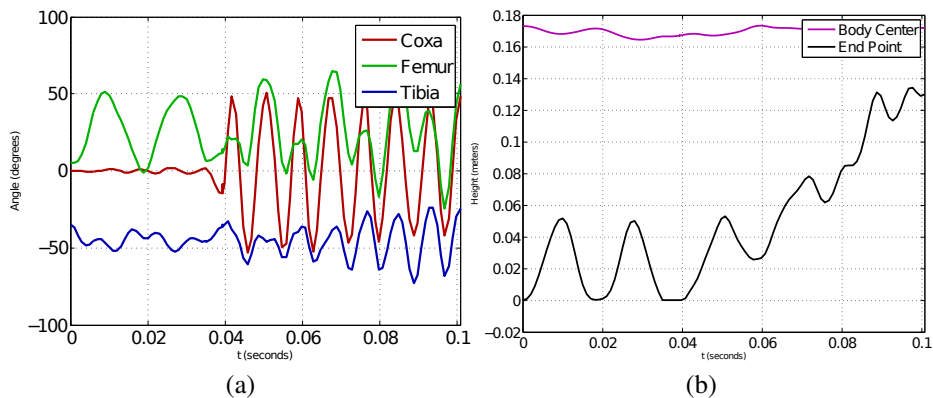 100
50
0
−50
−100
Angle (degrees)
Coxa
Femur
Tibia
0 0.02 0.04 0.06 0.08 0.1
t (seconds)
(a)
0.18
0.16
0.14
0.12
0.1
0.08
0.06
0.04
0.02
0
-0.02
Height (meters)
Body Center
End Point
0 0.02 0.04 0.06 0.08 0.1
t (seconds)
(b)